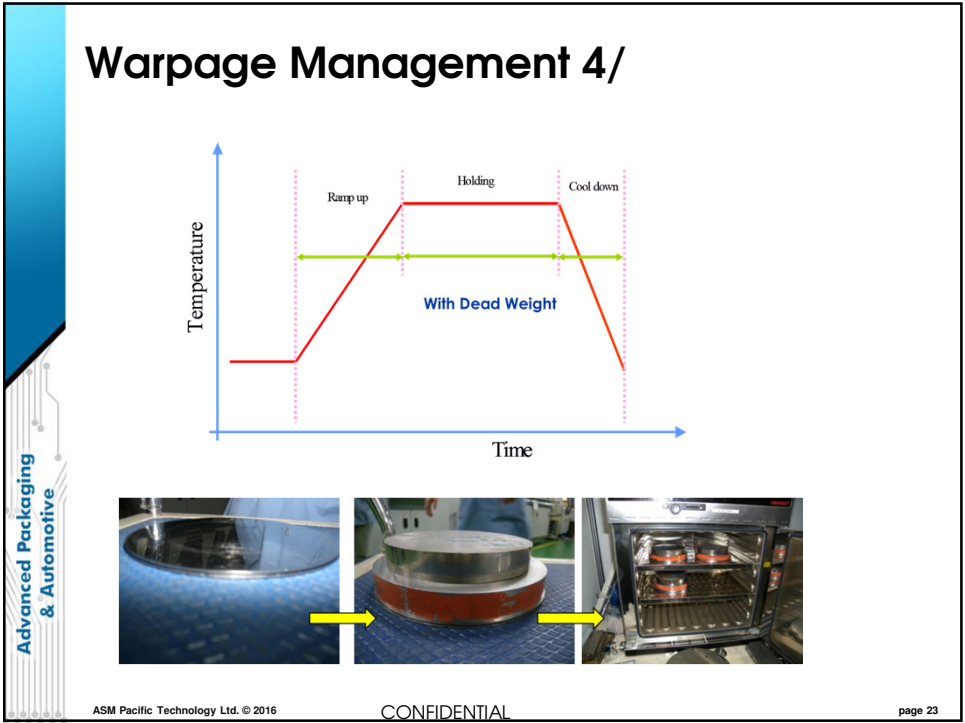 Warpage Management 4/
Ramp up
Holding
Cool down
Temperature
With Dead Weight
Time
Advanced Packaging
& Automotive
ASM Pacific Technology Ltd. © 2016
CONFIDENTIAL
page 23